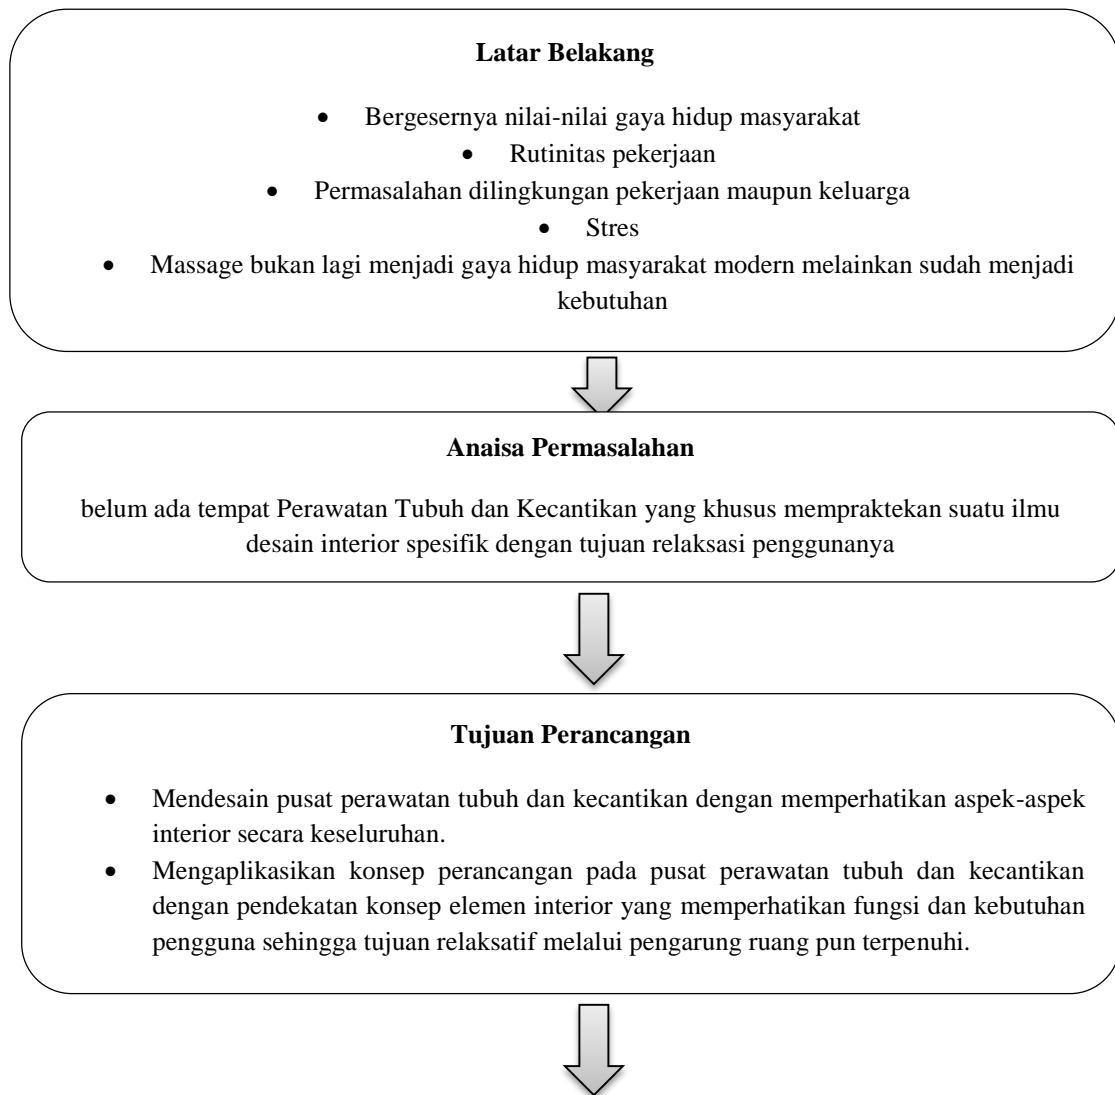 Latar Belakang
• Bergesernya nilai-nilai gaya hidup masyarakat
• Rutinitas pekerjaan
• Permasalahan dilingkungan pekerjaan maupun keluarga
• Stres
• Massage bukan lagi menjadi gaya hidup masyarakat modern melainkan sudah menjadi
kebutuhan
Anaisa Permasalahan
belum ada tempat Perawatan Tubuh dan Kecantikan yang khusus mempraktekan suatu ilmu
desain interior spesifik dengan tujuan relaksasi penggunanya
Tujuan Perancangan
• Mendesain pusat perawatan tubuh dan kecantikan dengan memperhatikan aspek-aspek
interior secara keseluruhan.
• Mengaplikasikan konsep perancangan pada pusat perawatan tubuh dan kecantikan
dengan pendekatan konsep elemen interior yang memperhatikan fungsi dan kebutuhan
pengguna sehingga tujuan relaksatif melalui pengarung ruang pun terpenuhi.